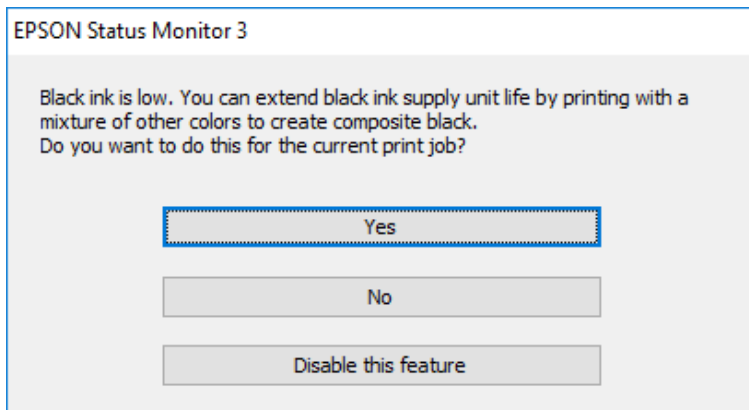 EPSON Status Monitor 3
Black ink is low. You can extend black ink supply unit life by printing with a
mixture of other colors to create composite black.
Do you want to do this for the current print job?
Yes
No
Disable this feature